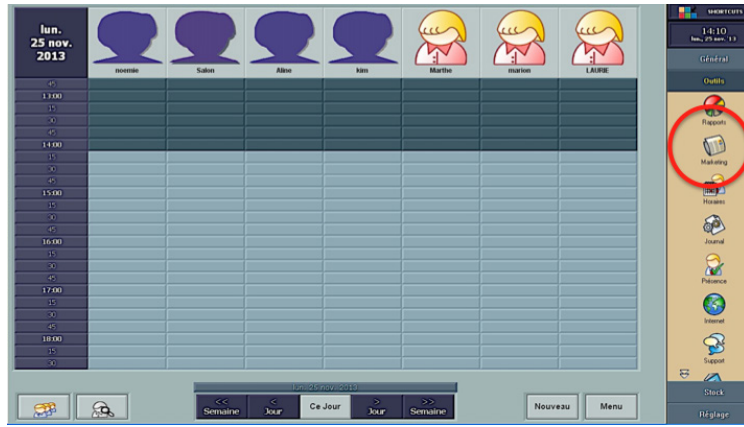 lun.
25 nov.
2013
noemie
Salon
Aline
kim
Marthe
marion
LAURIE
45
13:00
15
30
45
14:00
15
30
45
15:00
15
30
45
16:00
15
30
45
17:00
15
30
45
18:00
15
30
lun. 25 nov. 2013
<< Semaine
< Jour
Ce Jour
> Jour
>> Semaine
Nouveau
Menu
SHORTCUTS
14:10
lun., 25 nov. 13
Général
Outils
Rapports
Marketing
Horaires
Journal
Présence
Internet
Support
Stock
Réglage